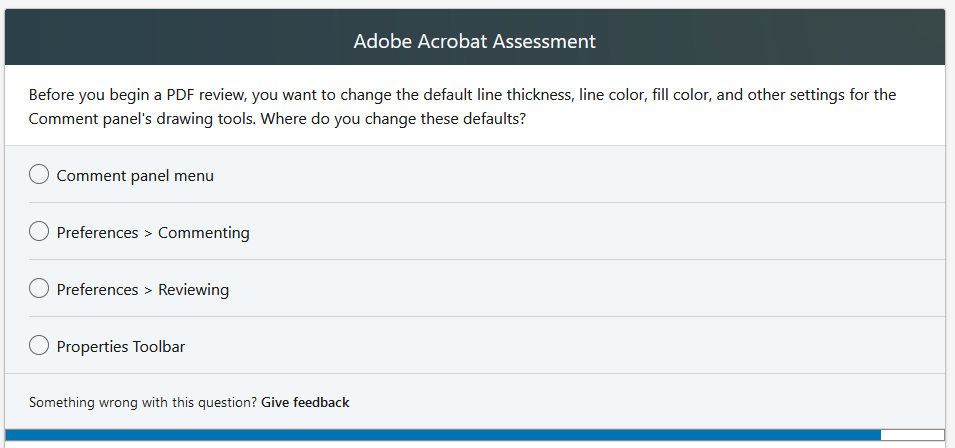 Adobe Acrobat Assessment
Before you begin a PDF review, you want to change the default line thickness, line color, fill color, and other settings for the
Comment panel's drawing tools. Where do you change these defaults?
Comment panel menu
Preferences > Commenting
Preferences > Reviewing
Properties Toolbar
Something wrong with this question? Give feedback